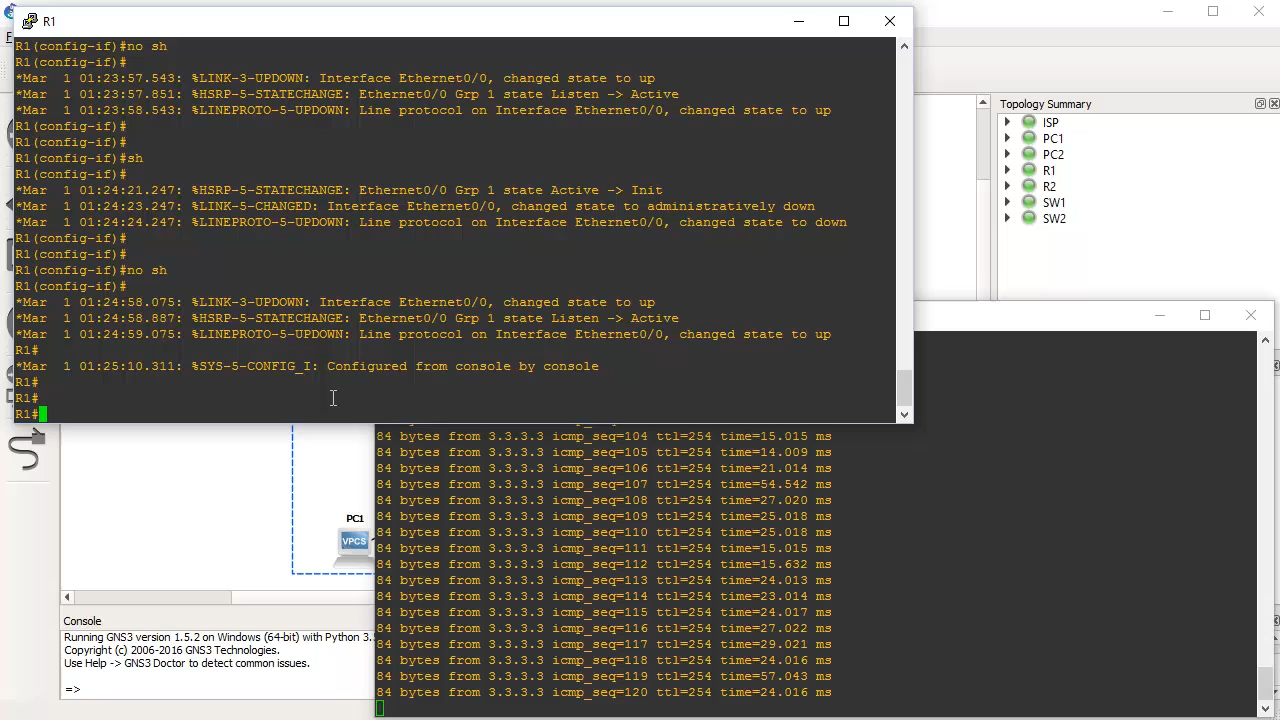 R1
R1(config-if)#no sh
R1(config-if)#
*Mar  1 01:23:57.543: %LINK-3-UPDOWN: Interface Ethernet0/0, changed state to up
*Mar  1 01:23:57.851: %HSRP-5-STATECHANGE: Ethernet0/0 Grp 1 state Listen -> Active
*Mar  1 01:23:58.543: %LINEPROTO-5-UPDOWN: Line protocol on Interface Ethernet0/0, changed state to up
R1(config-if)#
R1(config-if)#
R1(config-if)#sh
R1(config-if)#
*Mar  1 01:24:21.247: %HSRP-5-STATECHANGE: Ethernet0/0 Grp 1 state Active -> Init
*Mar  1 01:24:23.247: %LINK-5-CHANGED: Interface Ethernet0/0, changed state to administratively down
*Mar  1 01:24:24.247: %LINEPROTO-5-UPDOWN: Line protocol on Interface Ethernet0/0, changed state to down
R1(config-if)#
R1(config-if)#
R1(config-if)#no sh
R1(config-if)#
*Mar  1 01:24:58.075: %LINK-3-UPDOWN: Interface Ethernet0/0, changed state to up
*Mar  1 01:24:58.887: %HSRP-5-STATECHANGE: Ethernet0/0 Grp 1 state Listen -> Active
*Mar  1 01:24:59.075: %LINEPROTO-5-UPDOWN: Line protocol on Interface Ethernet0/0, changed state to up
R1#
*Mar  1 01:25:10.311: %SYS-5-CONFIG_I: Configured from console by console
R1#
R1#
R1#
Topology Summary
ISP
PC1
PC2
R1
R2
SW1
SW2
84 bytes from 3.3.3.3 icmp_seq=104 ttl=254 time=15.015 ms
84 bytes from 3.3.3.3 icmp_seq=105 ttl=254 time=14.009 ms
84 bytes from 3.3.3.3 icmp_seq=106 ttl=254 time=21.014 ms
84 bytes from 3.3.3.3 icmp_seq=107 ttl=254 time=54.542 ms
84 bytes from 3.3.3.3 icmp_seq=108 ttl=254 time=27.020 ms
84 bytes from 3.3.3.3 icmp_seq=109 ttl=254 time=25.018 ms
84 bytes from 3.3.3.3 icmp_seq=110 ttl=254 time=25.018 ms
84 bytes from 3.3.3.3 icmp_seq=111 ttl=254 time=15.015 ms
84 bytes from 3.3.3.3 icmp_seq=112 ttl=254 time=11.632 ms
84 bytes from 3.3.3.3 icmp_seq=113 ttl=254 time=24.013 ms
84 bytes from 3.3.3.3 icmp_seq=114 ttl=254 time=23.014 ms
84 bytes from 3.3.3.3 icmp_seq=115 ttl=254 time=24.017 ms
84 bytes from 3.3.3.3 icmp_seq=116 ttl=254 time=27.022 ms
84 bytes from 3.3.3.3 icmp_seq=117 ttl=254 time=29.021 ms
84 bytes from 3.3.3.3 icmp_seq=118 ttl=254 time=24.016 ms
84 bytes from 3.3.3.3 icmp_seq=119 ttl=254 time=57.043 ms
84 bytes from 3.3.3.3 icmp_seq=120 ttl=254 time=24.016 ms
PC1
VPCS
Console
Running GNS3 version 1.5.2 on Windows (64-bit) with Python 3.
Copyright (c) 2006-2016 GNS3 Technologies.
Use Help -> GNS3 Doctor to detect common issues.
=>